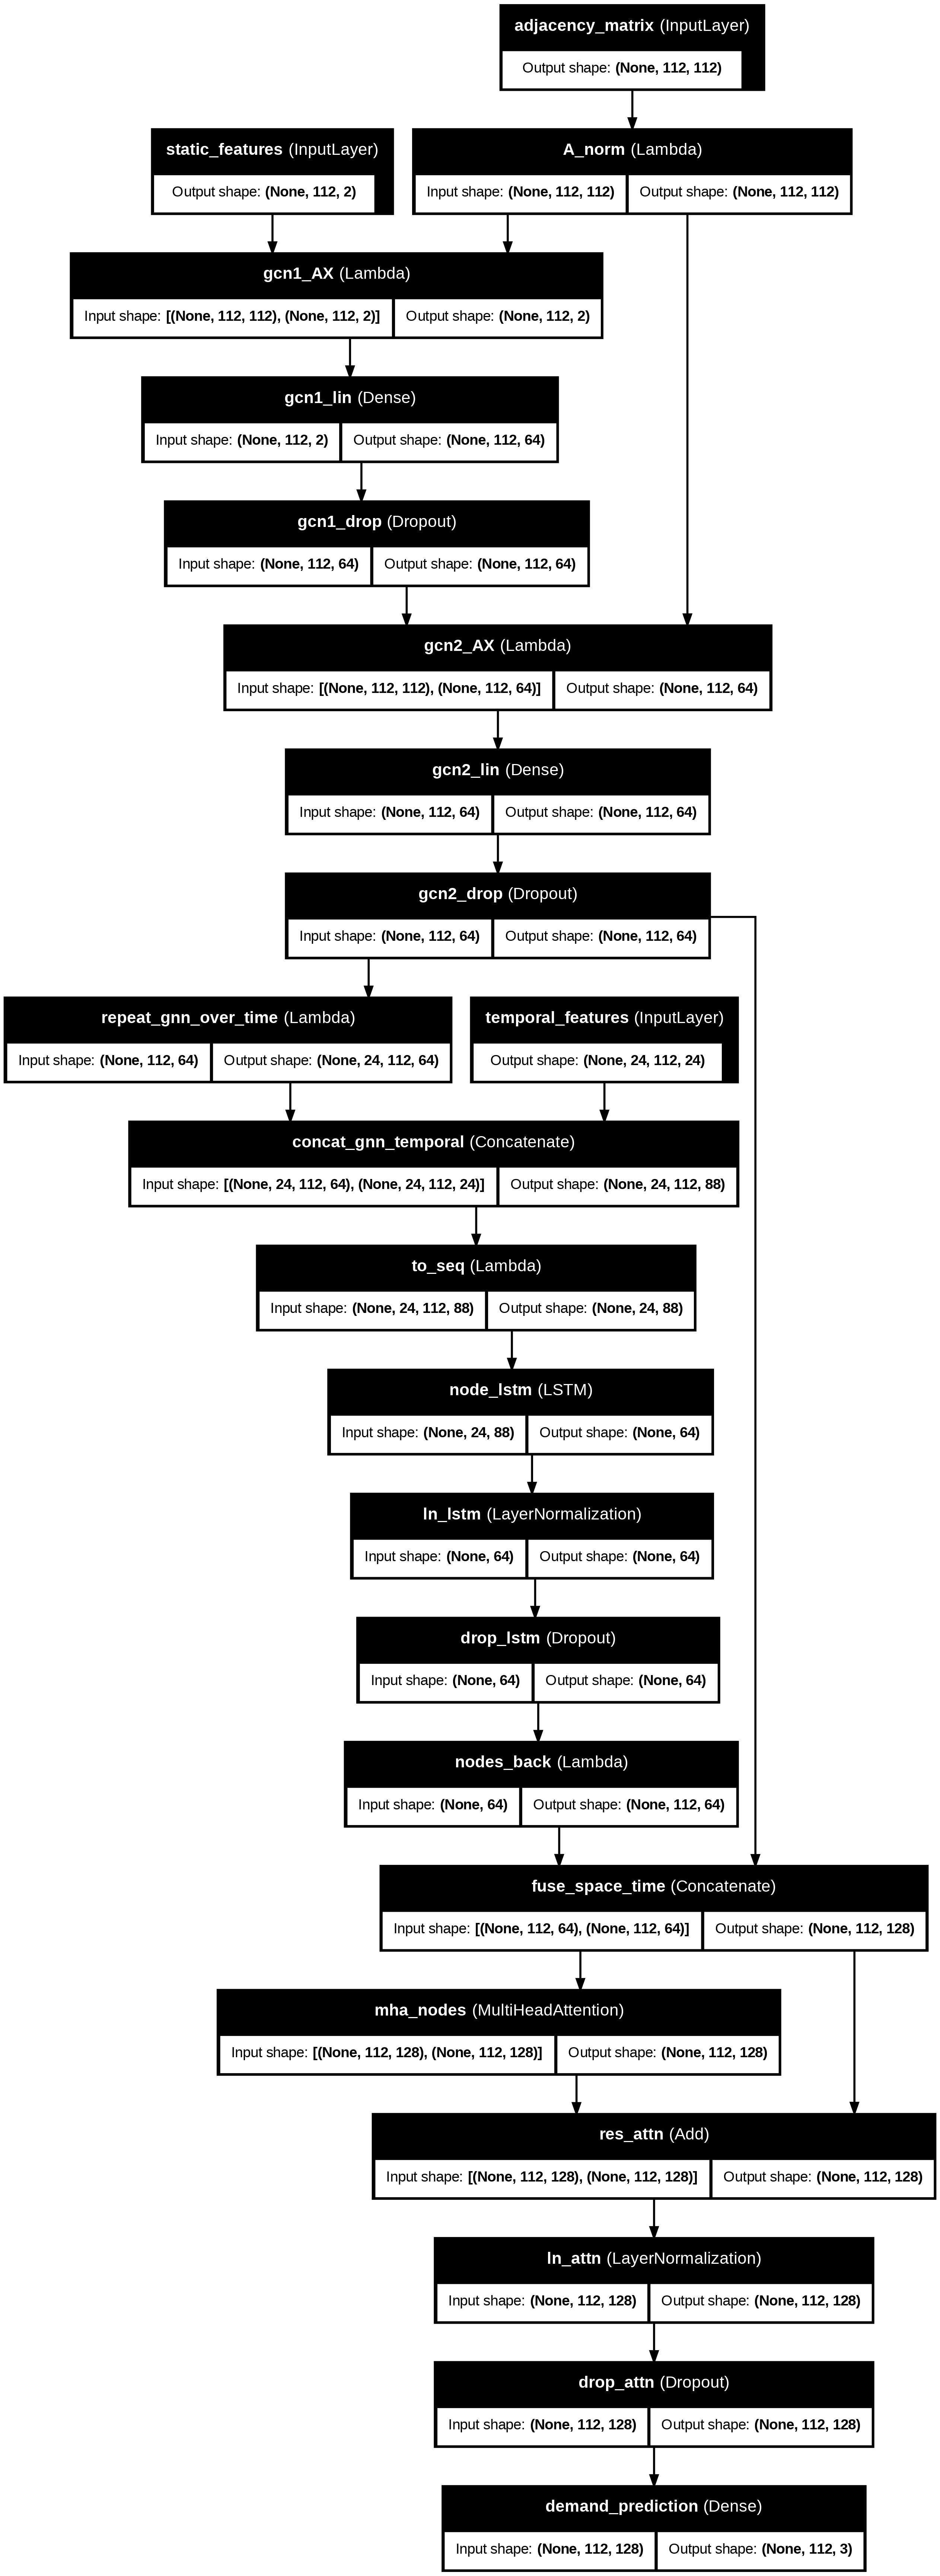 adjacency_matrix (InputLayer)
Output shape: (None, 112, 112)
static_features (InputLayer)
Output shape: (None, 112, 2)
A_norm (Lambda)
Input shape: (None, 112, 112) Output shape: (None, 112, 112)
gcn1_AX (Lambda)
Input shape: [(None, 112, 112), (None, 112, 2)] Output shape: (None, 112, 2)
gcn1_lin (Dense)
Input shape: (None, 112, 2) Output shape: (None, 112, 64)
gcn1_drop (Dropout)
Input shape: (None, 112, 64) Output shape: (None, 112, 64)
gcn2_AX (Lambda)
Input shape: [(None, 112, 112), (None, 112, 64)] Output shape: (None, 112, 64)
gcn2_lin (Dense)
Input shape: (None, 112, 64) Output shape: (None, 112, 64)
gcn2_drop (Dropout)
Input shape: (None, 112, 64) Output shape: (None, 112, 64)
repeat_gnn_over_time (Lambda)
Input shape: (None, 112, 64) Output shape: (None, 24, 112, 64)
temporal_features (InputLayer)
Output shape: (None, 24, 112, 24)
concat_gnn_temporal (Concatenate)
Input shape: [(None, 24, 112, 64), (None, 24, 112, 24)] Output shape: (None, 24, 112, 88)
to_seq (Lambda)
Input shape: (None, 24, 112, 88) Output shape: (None, 24, 88)
node_lstm (LSTM)
Input shape: (None, 24, 88) Output shape: (None, 64)
ln_lstm (LayerNormalization)
Input shape: (None, 64) Output shape: (None, 64)
drop_lstm (Dropout)
Input shape: (None, 64) Output shape: (None, 64)
nodes_back (Lambda)
Input shape: (None, 64) Output shape: (None, 112, 64)
fuse_space_time (Concatenate)
Input shape: [(None, 112, 64), (None, 112, 64)] Output shape: (None, 112, 128)
mha_nodes (MultiHeadAttention)
Input shape: [(None, 112, 128), (None, 112, 128)] Output shape: (None, 112, 128)
res_attn (Add)
Input shape: [(None, 112, 128), (None, 112, 128)] Output shape: (None, 112, 128)
ln_attn (LayerNormalization)
Input shape: (None, 112, 128) Output shape: (None, 112, 128)
drop_attn (Dropout)
Input shape: (None, 112, 128) Output shape: (None, 112, 128)
demand_prediction (Dense)
Input shape: (None, 112, 128) Output shape: (None, 112, 3)